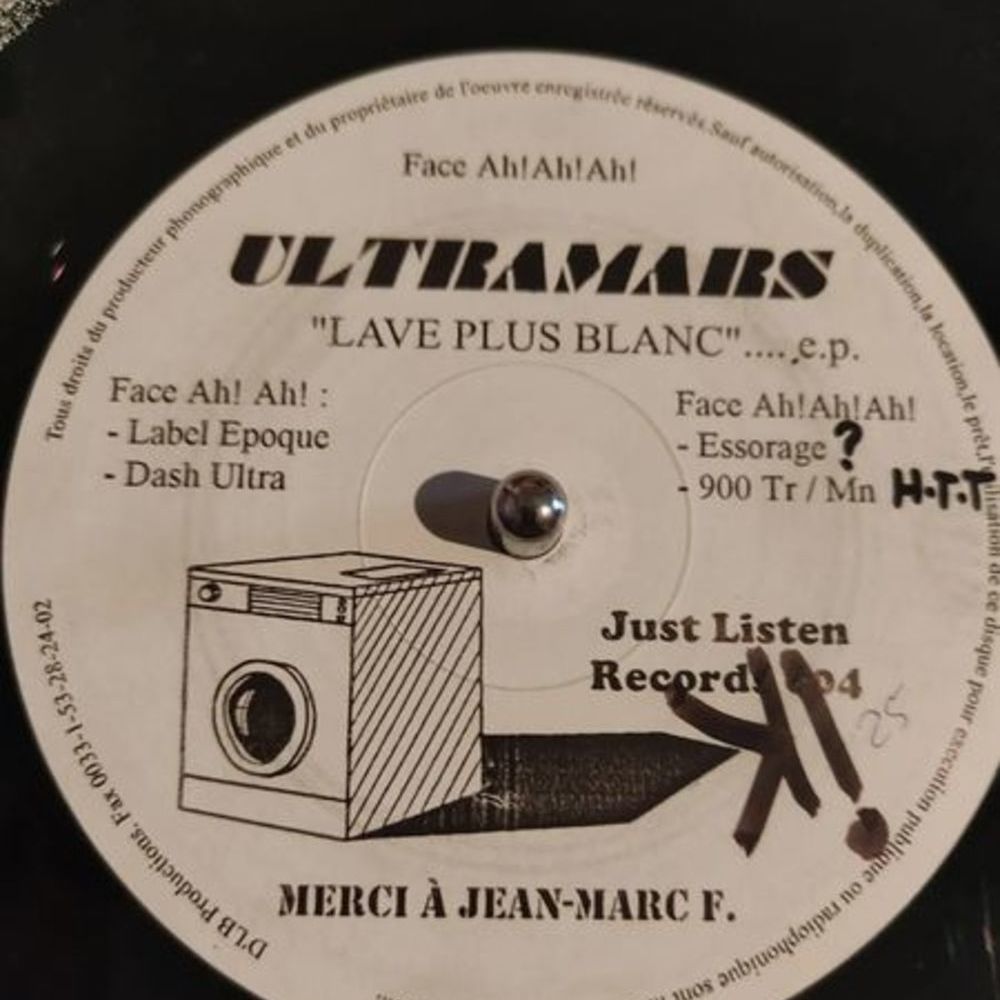 Tous droits du producteur phonographique et du propriétaire de l'oeuvre enregistrée réservés. Sauf autorisation, la duplication, la location, le prêt, l'utilisation de ce disque pour exécution publique ou radiophonique sont
Face Ah!Ah!Ah!
ULTRAMARS
"LAVE PLUS BLANC".....e.p.
Face Ah! Ah! :
- Label Epoque
- Dash Ultra
Face Ah!Ah!Ah!
- Essorage ?
- 900 Tr / Mn H.T.T
Just Listen
Records 004
25
MERCI À JEAN-MARC F.
D'LB Productions. Fax 0033-1-53-28-24-02